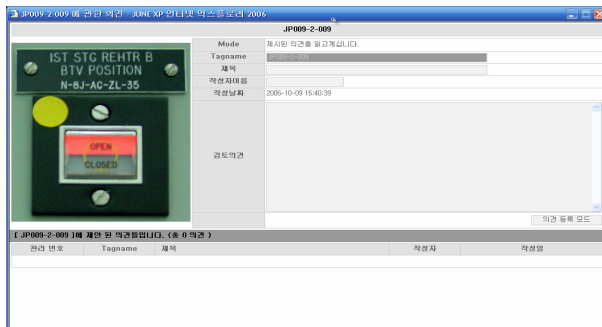 JP009-2-009 에 관한 의견 - JUNE XP 인터넷 익스플로러 2006
JP009-2-009
IST STG REHTR B
BTV POSITION
N-8J-AC-ZL-35
OPEN
CLOSED
Mode 제시된 의견을 읽고계십니다.
Tagname JP009-2-009
제목
작성자이름
작성날짜 2006-10-09 16:40:39
검토의견
의견 등록 모드
[ JP009-2-009 ]에 제안 된 의견들입니다. (총 0 의견 )
관리 번호 Tagname 제목 작성자 작성일